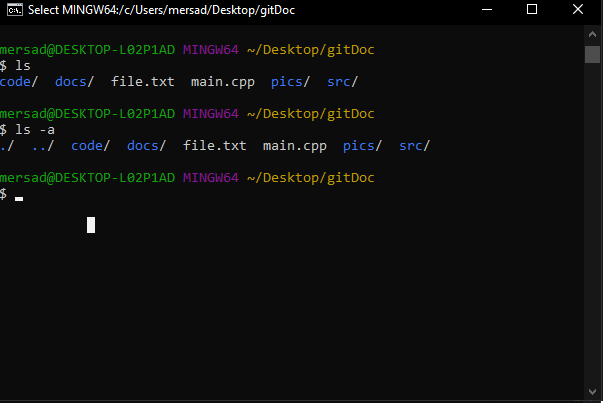 Select MINGW64:/c/Users/mersad/Desktop/gitDoc
mersad@DESKTOP-L02P1AD MINGW64 ~/Desktop/gitDoc
$ ls
code/  docs/  file.txt  main.cpp  pics/  src/
mersad@DESKTOP-L02P1AD MINGW64 ~/Desktop/gitDoc
$ ls -a
./  ../  code/  docs/  file.txt  main.cpp  pics/  src/
mersad@DESKTOP-L02P1AD MINGW64 ~/Desktop/gitDoc
$